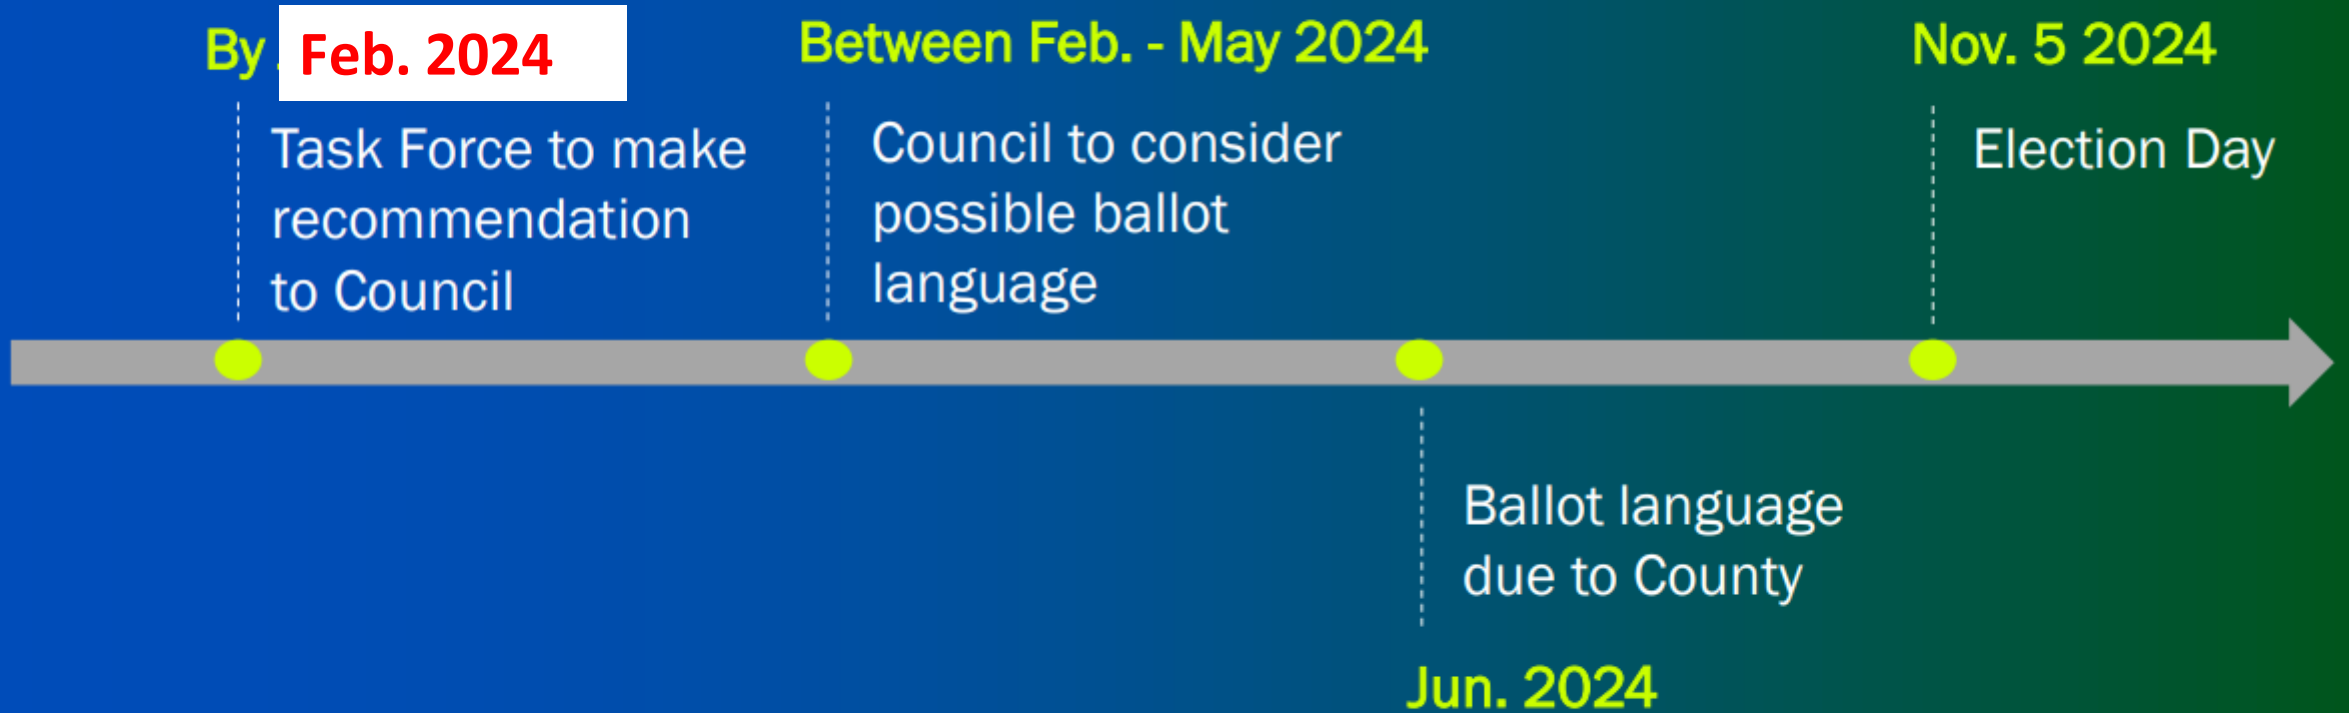 By Feb. 2024
Task Force to make
recommendation
to Council
Between Feb. - May 2024
Council to consider
possible ballot
language
Ballot language
due to County
Jun. 2024
Nov. 5 2024
Election Day